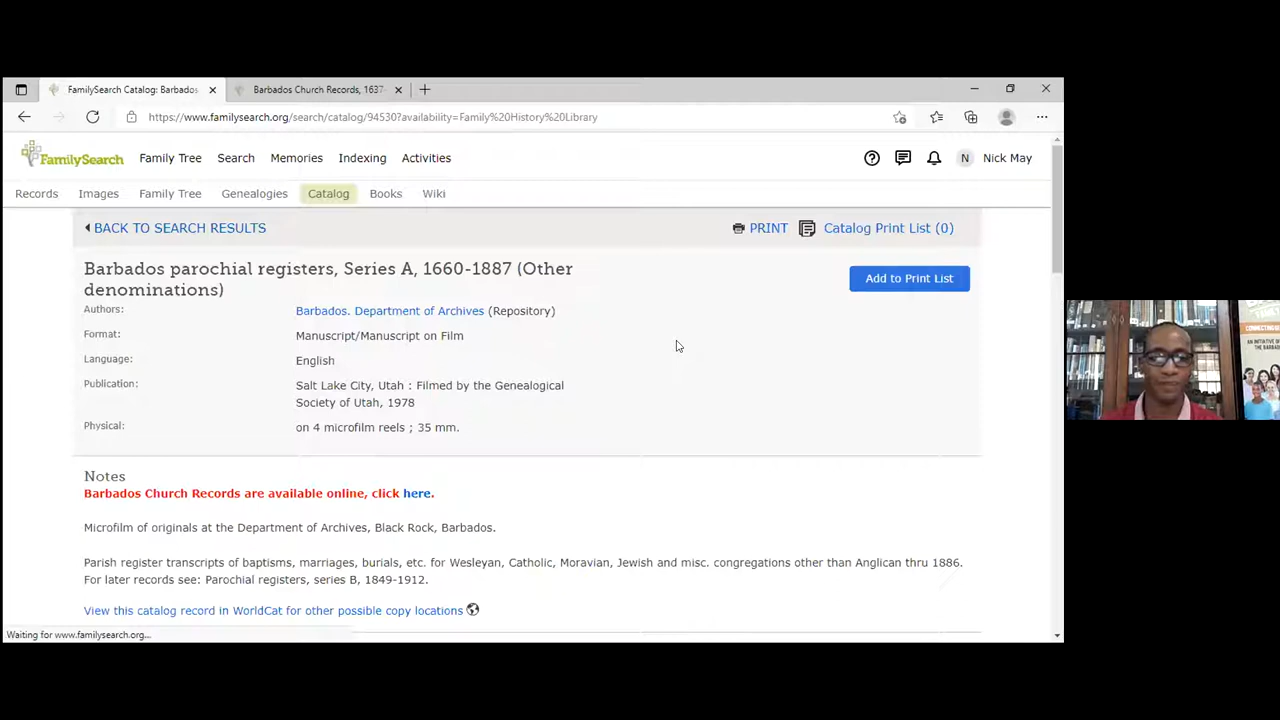 FamilySearch Catalog: Barbados
Barbados Church Records, 1637-
https://www.familysearch.org/search/catalog/94530?availability=Family%20History%20Library
FamilySearch
Family Tree
Search
Memories
Indexing
Activities
N
Nick May
Records
Images
Family Tree
Genealogies
Catalog
Books
Wiki
BACK TO SEARCH RESULTS
PRINT
Catalog Print List (0)
Barbados parochial registers, Series A, 1660-1887 (Other
denominations)
Add to Print List
Authors:
Barbados. Department of Archives (Repository)
Format:
Manuscript/Manuscript on Film
Language:
English
Publication:
Salt Lake City, Utah : Filmed by the Genealogical
Society of Utah, 1978
Physical:
on 4 microfilm reels ; 35 mm.
Notes
Barbados Church Records are available online, click here.
Microfilm of originals at the Department of Archives, Black Rock, Barbados.
Parish register transcripts of baptisms, marriages, burials, etc. for Wesleyan, Catholic, Moravian, Jewish and misc. congregations other than Anglican thru 1886.
For later records see: Parochial registers, series B, 1849-1912.
View this catalog record in WorldCat for other possible copy locations
Waiting for www.familysearch.org...
AN INITIATIVE OF
THE BARBAD